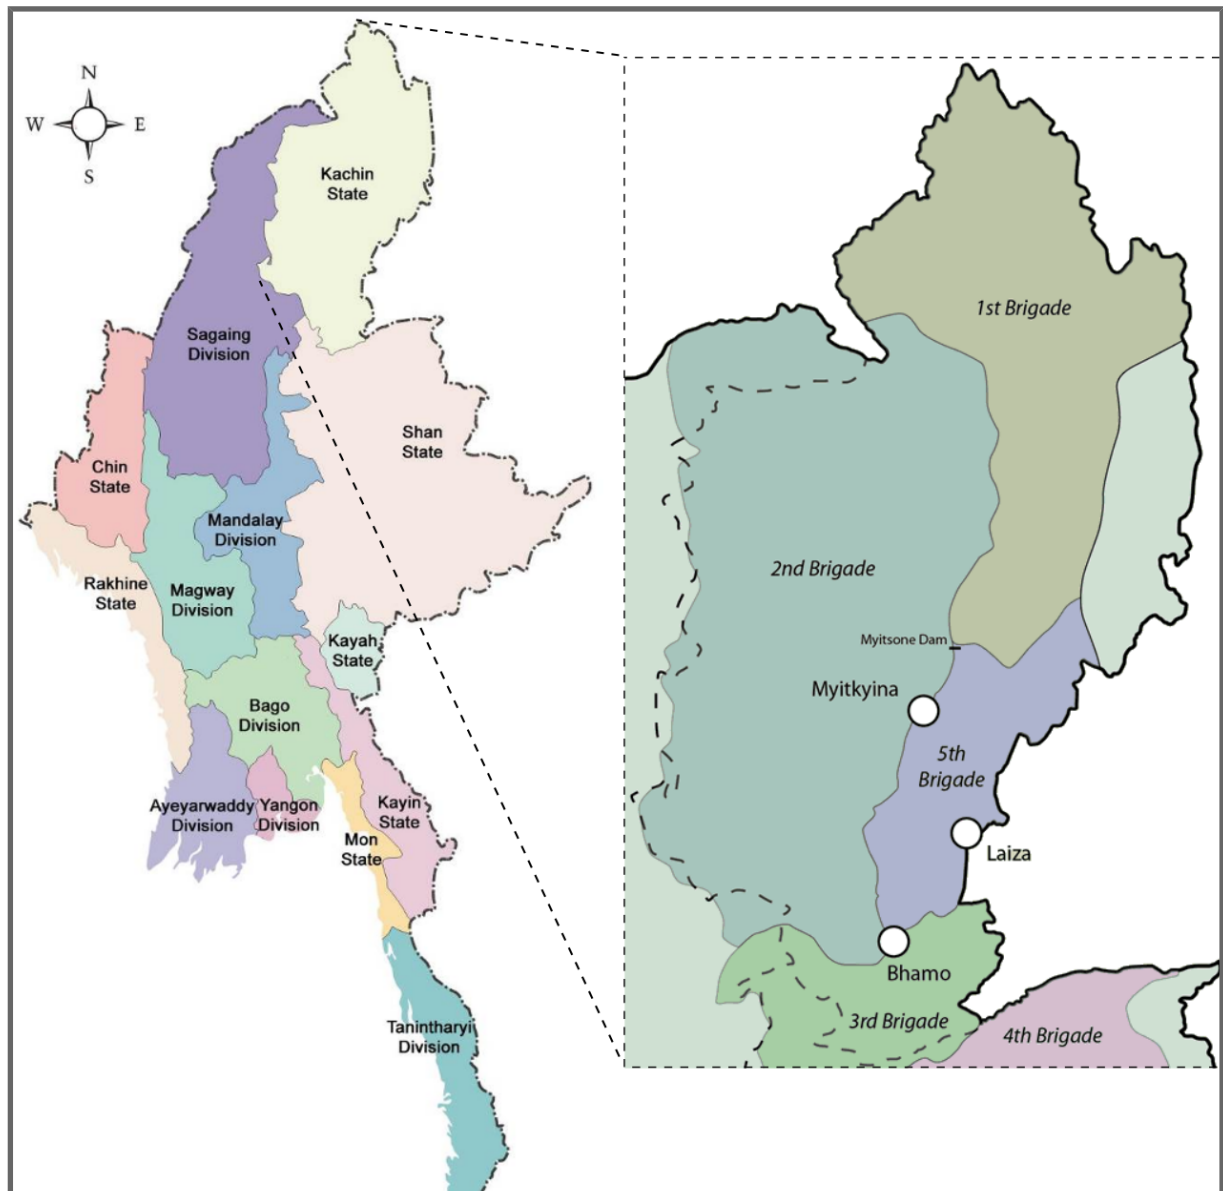 N
W
E
S
Kachin
State
Sagaing
Division
Shan
State
Chin
State
Mandalay
Division
Rakhine
State
Magway
Division
Kayah
State
Bago
Division
Ayeyarwaddy
Division
Yangon
Division
Kayin
State
Mon
State
Tanintharyi
Division
1st Brigade
2nd Brigade
Myitsone Dam
Myitkyina
5th
Brigade
Laiza
Bhamo
3rd Brigade
4th Brigade